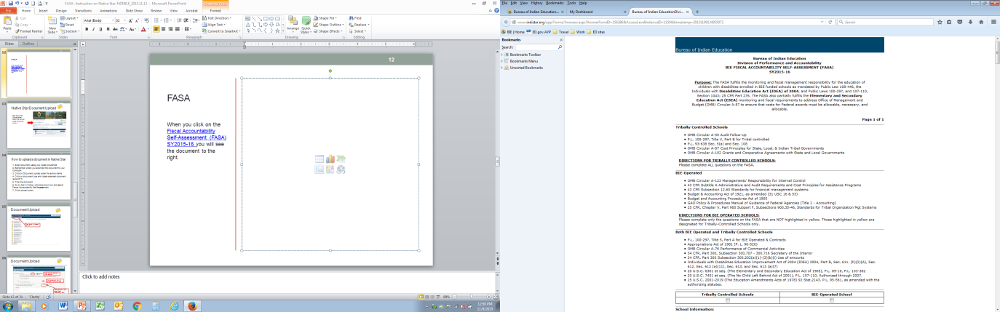 FASA- Instruction on Native Star-NDMBLE_2015.11.12 - Microsoft PowerPoint
File Home Insert Design Transitions Animations Slide Show Review View Acrobat Format
Paste
Cut
Copy
Format Painter
Clipboard
New Slide
Layout
Reset
Section
Slides
Font
Text Direction
Align Text
Convert to SmartArt
Paragraph
Arrange
Quick Styles
Shape Fill
Shape Outline
Shape Effects
Drawing
Find
Replace
Select
Editing
Slides Outline
12
FASA
13
Native Star Document Upload
14
How to upload a document in Native Star
15
Document Upload
16
Document Upload
12
FASA
When you click on the
Fiscal Accountability
Self-Assessment (FASA)
SY2015-16 you will see
the document to the
right.
Click to add notes
Slide 12 of 21 "Clarity"
99%
12:50 PM
11/9/2015
File Edit View History Bookmarks Tools Help
Bureau of Indian Education... My Dashboard Bureau of Indian EducationDivi...
Search
BIE | Home ED.gov AYP Travel Work ED sites
Bookmarks
Search:
Bookmarks Toolbar
Bookmarks Menu
Unsorted Bookmarks
Bureau of Indian Education
Bureau of Indian Education
Division of Performance and Accountability
BIE FISCAL ACCOUNTABILITY SELF-ASSESSMENT (FASA)
SY2015-16
Purpose: The FASA fulfills the monitoring and fiscal management responsibility for the education of
children with disabilities enrolled in BIE funded schools as mandated by Public Law 108-446, the
Individuals with Disabilities Education Act (IDEA) of 2004, and Public Laws 100-297, and 107-110,
Section 1043; 25 CFR Part 276. The FASA also partially fulfills the Elementary and Secondary
Education Act (ESEA) monitoring and fiscal requirements to address Office of Management and
Budget (OMB) Circular A-87 to ensure that costs for Federal awards must be allowable, necessary, and
allocable.
Page 1 of 1
Tribally Controlled Schools
• OMB Circular A-50 Audit Follow-Up
• P.L. 100-297, Title V, Part B for Tribal controlled
• P.L. 93-638 Sec. 5(a) and Sec. 108
• OMB Circular A-87 Cost Principles for State, Local, & Indian Tribal Governments
• OMB Circular A-102 Grants and Cooperative Agreements with State and Local Governments
DIRECTIONS FOR TRIBALLY CONTROLLED SCHOOLS:
Please complete ALL questions on the FASA.
BIE-Operated
• OMB Circular A-123 Managements' Responsibility for Internal Control
• 43 CFR Subtitle A Administrative and Audit Requirements and Cost Principles for Assistance Programs
• 43 CFR Subsection 12.60 Standards for financial management systems
• Budget & Accounting Act of 1921, as amended (31 USC 16 & 53)
• Budget and Accounting Procedures Act of 1950
• GAO Policy & Procedures Manual of Guidance of Federal Agencies (Title 2 - Accounting)
• 25 CFR, Chapter V, Part 900 Subpart F, Subsections 900.35-46, Standards for Tribal Organization Mgt Systems
DIRECTIONS FOR BIE OPERATED SCHOOLS:
Please complete only the questions on the FASA that are NOT highlighted in yellow. Those highlighted in yellow are
designated for Tribally-Controlled Schools only.
Both BIE Operated and Tribally Controlled Schools
• P.L. 100-297, Title 5, Part A for BIE Operated & Contracts
• Appropriations Act of 1981 (P. L. 96-526)
• OMB Circular A-76 Performance of Commercial Activities
• 34 CFR, Part 300, Subsection 300.707 - 300.716 Secretary of the Interior
• 34 CFR, Part 300 Subsection 300.202(a)(1)-(3)(b)(i) Use of amounts
• Individuals with Disabilities Education Improvement Act of 2004 (IDEA) 2004, Part B, Sec. 611. (h)(2)(A), Sec.
612, Sec. 612 (a)(11), Sec. 613, and Sec. 613 (a)(7)
• 20 U.S.C. 6301 et seq. (The Elementary and Secondary Education Act of 1965), P.L. 89-10, P.L. 103-382
• 20 U.S.C. 7401 et seq. (The No Child Left Behind Act of 2001). P.L. 107-110, Authorized through 2007.
• 25 U.S.C. 2001-2019 (The Education Amendments Acts of 1978) 92 Stat.2143. P.L. 95-561, as amended with the
authorizing statutes.
Tribally Controlled Schools BIE-Operated School
School Information: